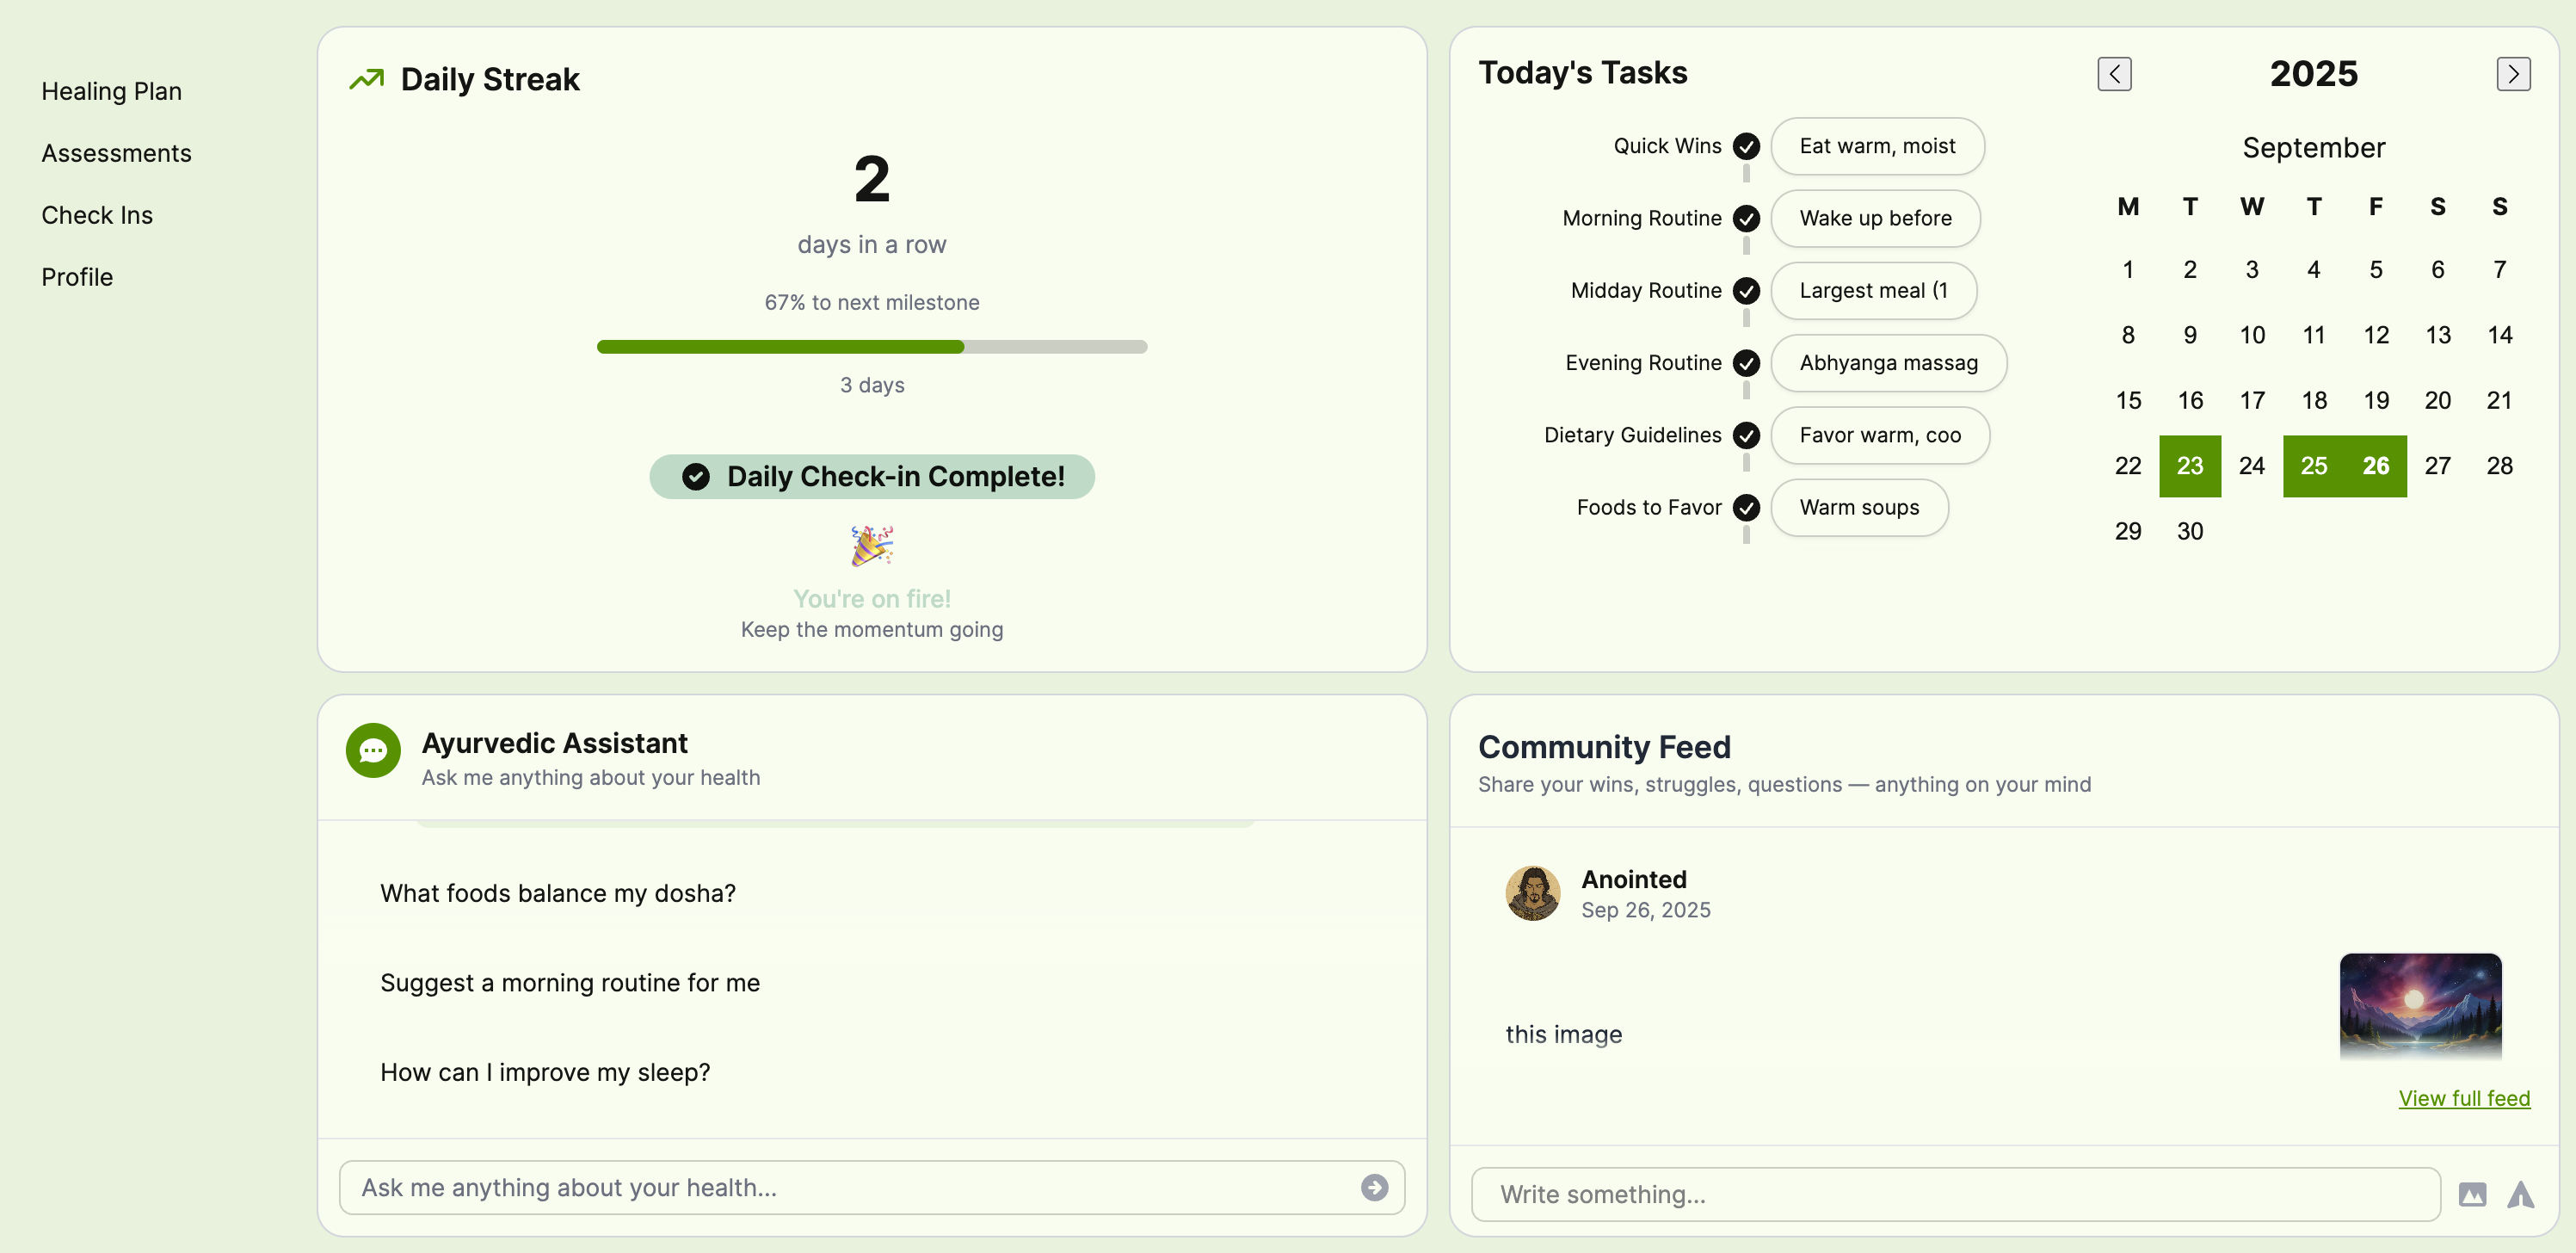 Healing Plan
Assessments
Check Ins
Profile
Daily Streak
2
days in a row
67% to next milestone
3 days
Daily Check-in Complete!
You're on fire!
Keep the momentum going
Today's Tasks
Quick Wins Eat warm, moist
Morning Routine Wake up before
Midday Routine Largest meal (1
Evening Routine Abhyanga massag
Dietary Guidelines Favor warm, coo
Foods to Favor Warm soups
2025
September
M T W T F S S
1 2 3 4 5 6 7
8 9 10 11 12 13 14
15 16 17 18 19 20 21
22 23 24 25 26 27 28
29 30
Ayurvedic Assistant
Ask me anything about your health
What foods balance my dosha?
Suggest a morning routine for me
How can I improve my sleep?
Ask me anything about your health...
Community Feed
Share your wins, struggles, questions — anything on your mind
Anointed
Sep 26, 2025
this image
View full feed
Write something...